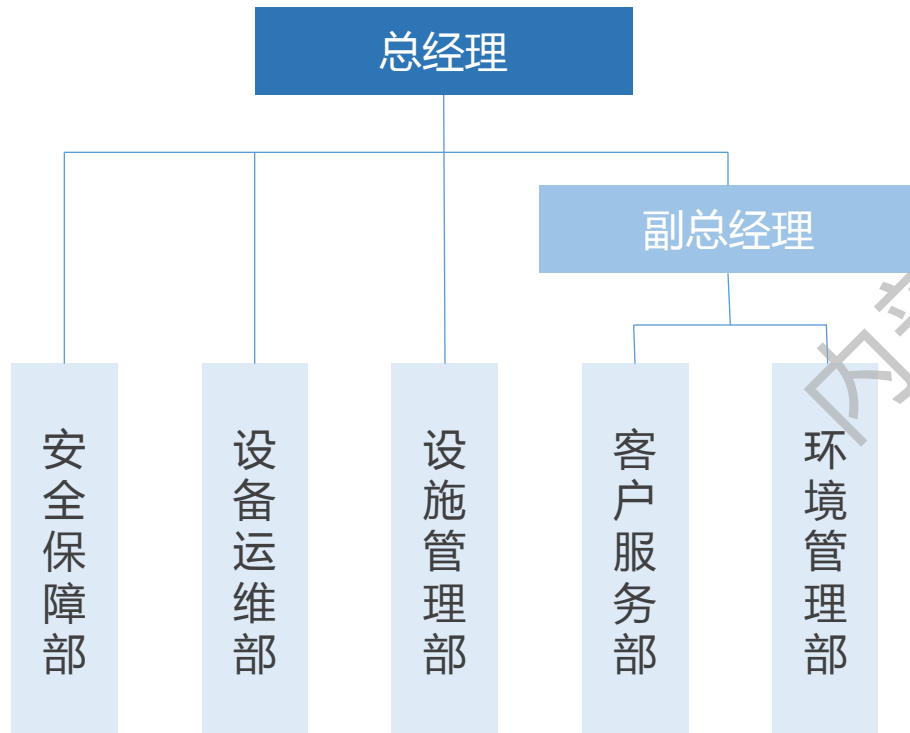 总经理
副总经理
安全保障部
设备运维部
设施管理部
客户服务部
环境管理部
内